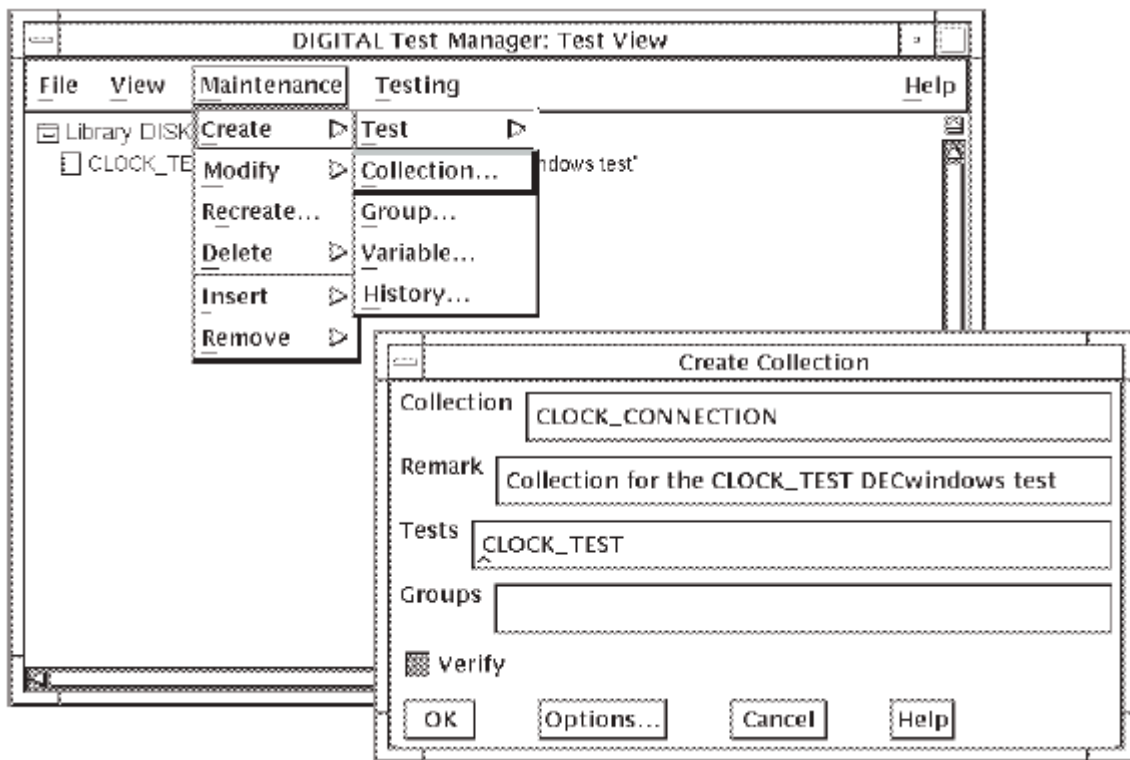 DIGITAL Test Manager: Test View
File View Maintenance Testing Help
Library DISK
CLOCK_TE
ndows test"
Create
Modify
Recreate...
Delete
Insert
Remove
Test
Collection...
Group...
Variable...
History...
Create Collection
Collection CLOCK_CONNECTION
Remark Collection for the CLOCK_TEST DECwindows test
Tests CLOCK_TEST
Groups
Verify
OK Options... Cancel Help